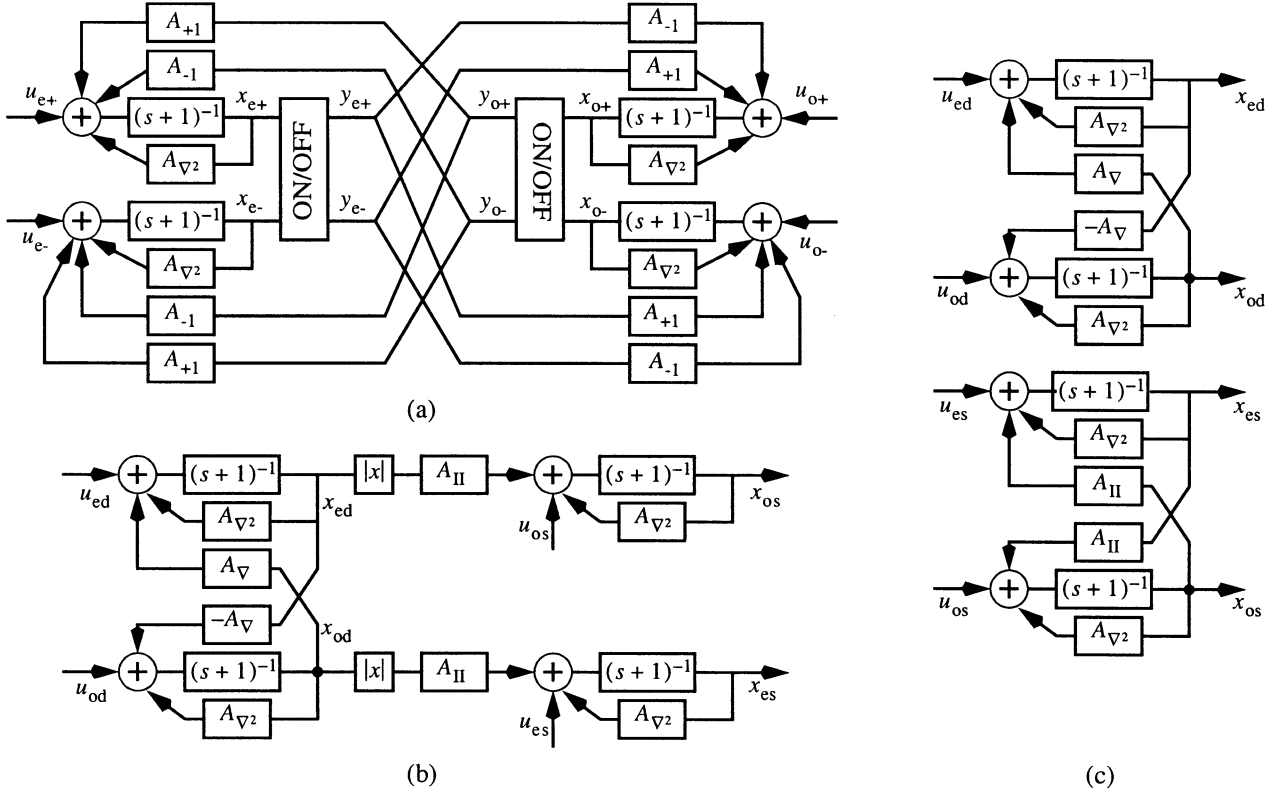 A+1
A-1
A-1
A+1
ue+
(s + 1)−1
xe+
ye+
yo+
xo+
(s + 1)−1
uo+
A∇2
A∇2
ON/OFF
ON/OFF
ue-
(s + 1)−1
xe-
ye-
yo-
xo-
(s + 1)−1
uo-
A∇2
A∇2
A-1
A+1
A+1
A-1
(a)
ued
(s + 1)−1
|x|
AII
(s + 1)−1
xos
xed
A∇2
uos
A∇2
A∇
-A∇
xod
uod
(s + 1)−1
|x|
AII
(s + 1)−1
xes
A∇2
ues
A∇2
(b)
ued
(s + 1)−1
xed
A∇2
A∇
-A∇
uod
(s + 1)−1
xod
A∇2
ues
(s + 1)−1
xes
A∇2
AII
AII
uos
(s + 1)−1
xos
A∇2
(c)